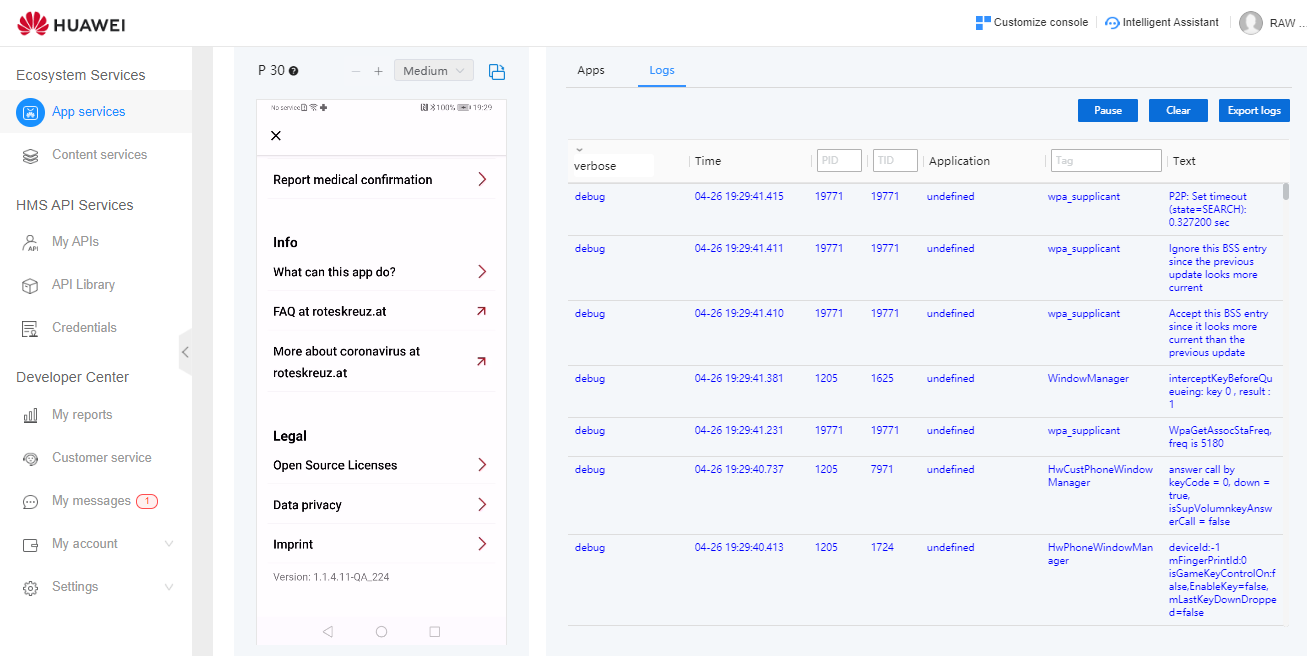 HUAWEI
Customize console
Intelligent Assistant
RAW ...
Ecosystem Services
App services
Content services
HMS API Services
My APIs
API Library
Credentials
Developer Center
My reports
Customer service
My messages 1
My account
Settings
P 30 ?
− + Medium
No service 100% 19:29
Report medical confirmation
Info
What can this app do?
FAQ at roteskreuz.at
More about coronavirus at
roteskreuz.at
Legal
Open Source Licenses
Data privacy
Imprint
Version: 1.1.4.11-QA_224
Apps Logs
Pause Clear Export logs
verbose Time PID TID Application Tag Text
debug 04-26 19:29:41.415 19771 19771 undefined wpa_supplicant P2P: Set timeout
(state=SEARCH):
0.327200 sec
debug 04-26 19:29:41.411 19771 19771 undefined wpa_supplicant Ignore this BSS entry
since the previous
update looks more
current
debug 04-26 19:29:41.410 19771 19771 undefined wpa_supplicant Accept this BSS entry
since it looks more
current than the
previous update
debug 04-26 19:29:41.381 1205 1625 undefined WindowManager interceptKeyBeforeQu
eueing: key 0 , result :
1
debug 04-26 19:29:41.231 19771 19771 undefined wpa_supplicant WpaGetAssocStaFreq,
freq is 5180
debug 04-26 19:29:40.737 1205 7971 undefined HwCustPhoneWindow answer call by
Manager keyCode = 0, down =
true,
isSupVolumnkeyAnsw
erCall = false
debug 04-26 19:29:40.413 1205 1724 undefined HwPhoneWindowMan deviceId:-1
ager mFingerPrintId:0
isGameKeyControlOn:f
alse,EnableKey=false,
mLastKeyDownDroppe
d=false